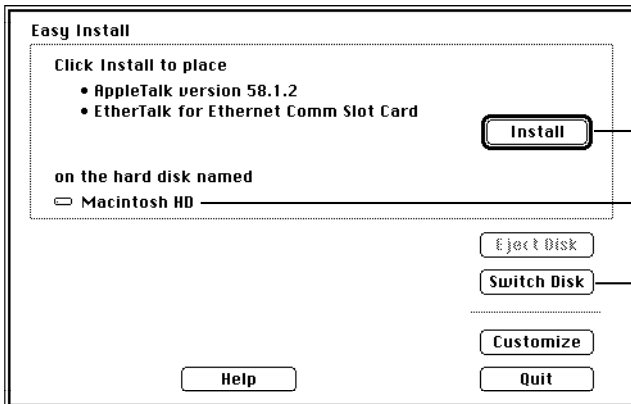 Easy Install
Click Install to place
• AppleTalk version 58.1.2
• EtherTalk for Ethernet Comm Slot Card
Install
on the hard disk named
Macintosh HD
Eject Disk
Switch Disk
Customize
Help
Quit